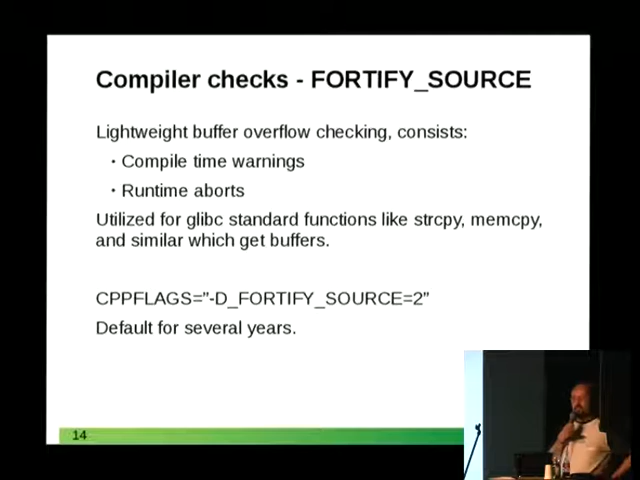 Compiler checks - FORTIFY_SOURCE
Lightweight buffer overflow checking, consists:
• Compile time warnings
• Runtime aborts
Utilized for glibc standard functions like strcpy, memcpy,
and similar which get buffers.
CPPFLAGS=”-D_FORTIFY_SOURCE=2”
Default for several years.
14